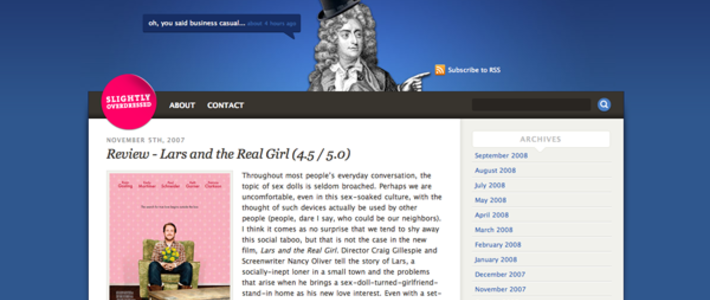 oh, you said business casual... about 4 hours ago
Subscribe to RSS
SLIGHTLY
OVERDRESSED
ABOUT CONTACT
NOVEMBER 5TH, 2007
Review - Lars and the Real Girl (4.5 / 5.0)
Throughout most people's everyday conversation, the
topic of sex dolls is seldom broached. Perhaps we are
uncomfortable, even in this sex-soaked culture, with the
thought of such devices actually be used by other
people (people, dare I say, who could be our neighbors).
I think it comes as no surprise that we tend to shy away
this social taboo, but that is not the case in the new
film, Lars and the Real Girl. Director Craig Gillespie and
Screenwriter Nancy Oliver tell the story of Lars, a
socially-inept loner in a small town and the problems
that arise when he brings a sex-doll-turned-girlfriend-
stand-in home as his new love interest. Even with a set-
ARCHIVES
September 2008
August 2008
July 2008
May 2008
April 2008
March 2008
February 2008
January 2008
December 2007
November 2007